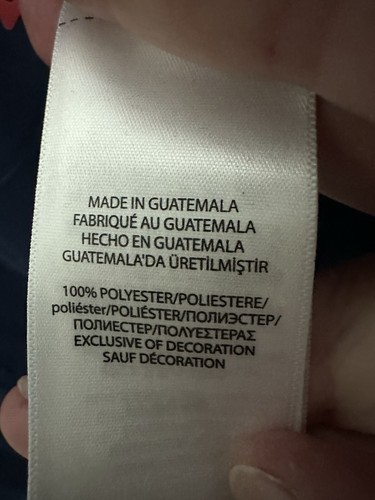 MADE IN GUATEMALA
FABRIQUÉ AU GUATEMALA
HECHO EN GUATEMALA
GUATEMALA'DA ÜRETİLMİŞTİR
100% POLYESTER/POLIESTERE/
poliéster/POLIÉSTER/ПОЛИЭСТЕР/
ПОЛИЕСТЕР/ΠΟΛΥΕΣΤΕΡΑΣ
EXCLUSIVE OF DECORATION
SAUF DÉCORATION